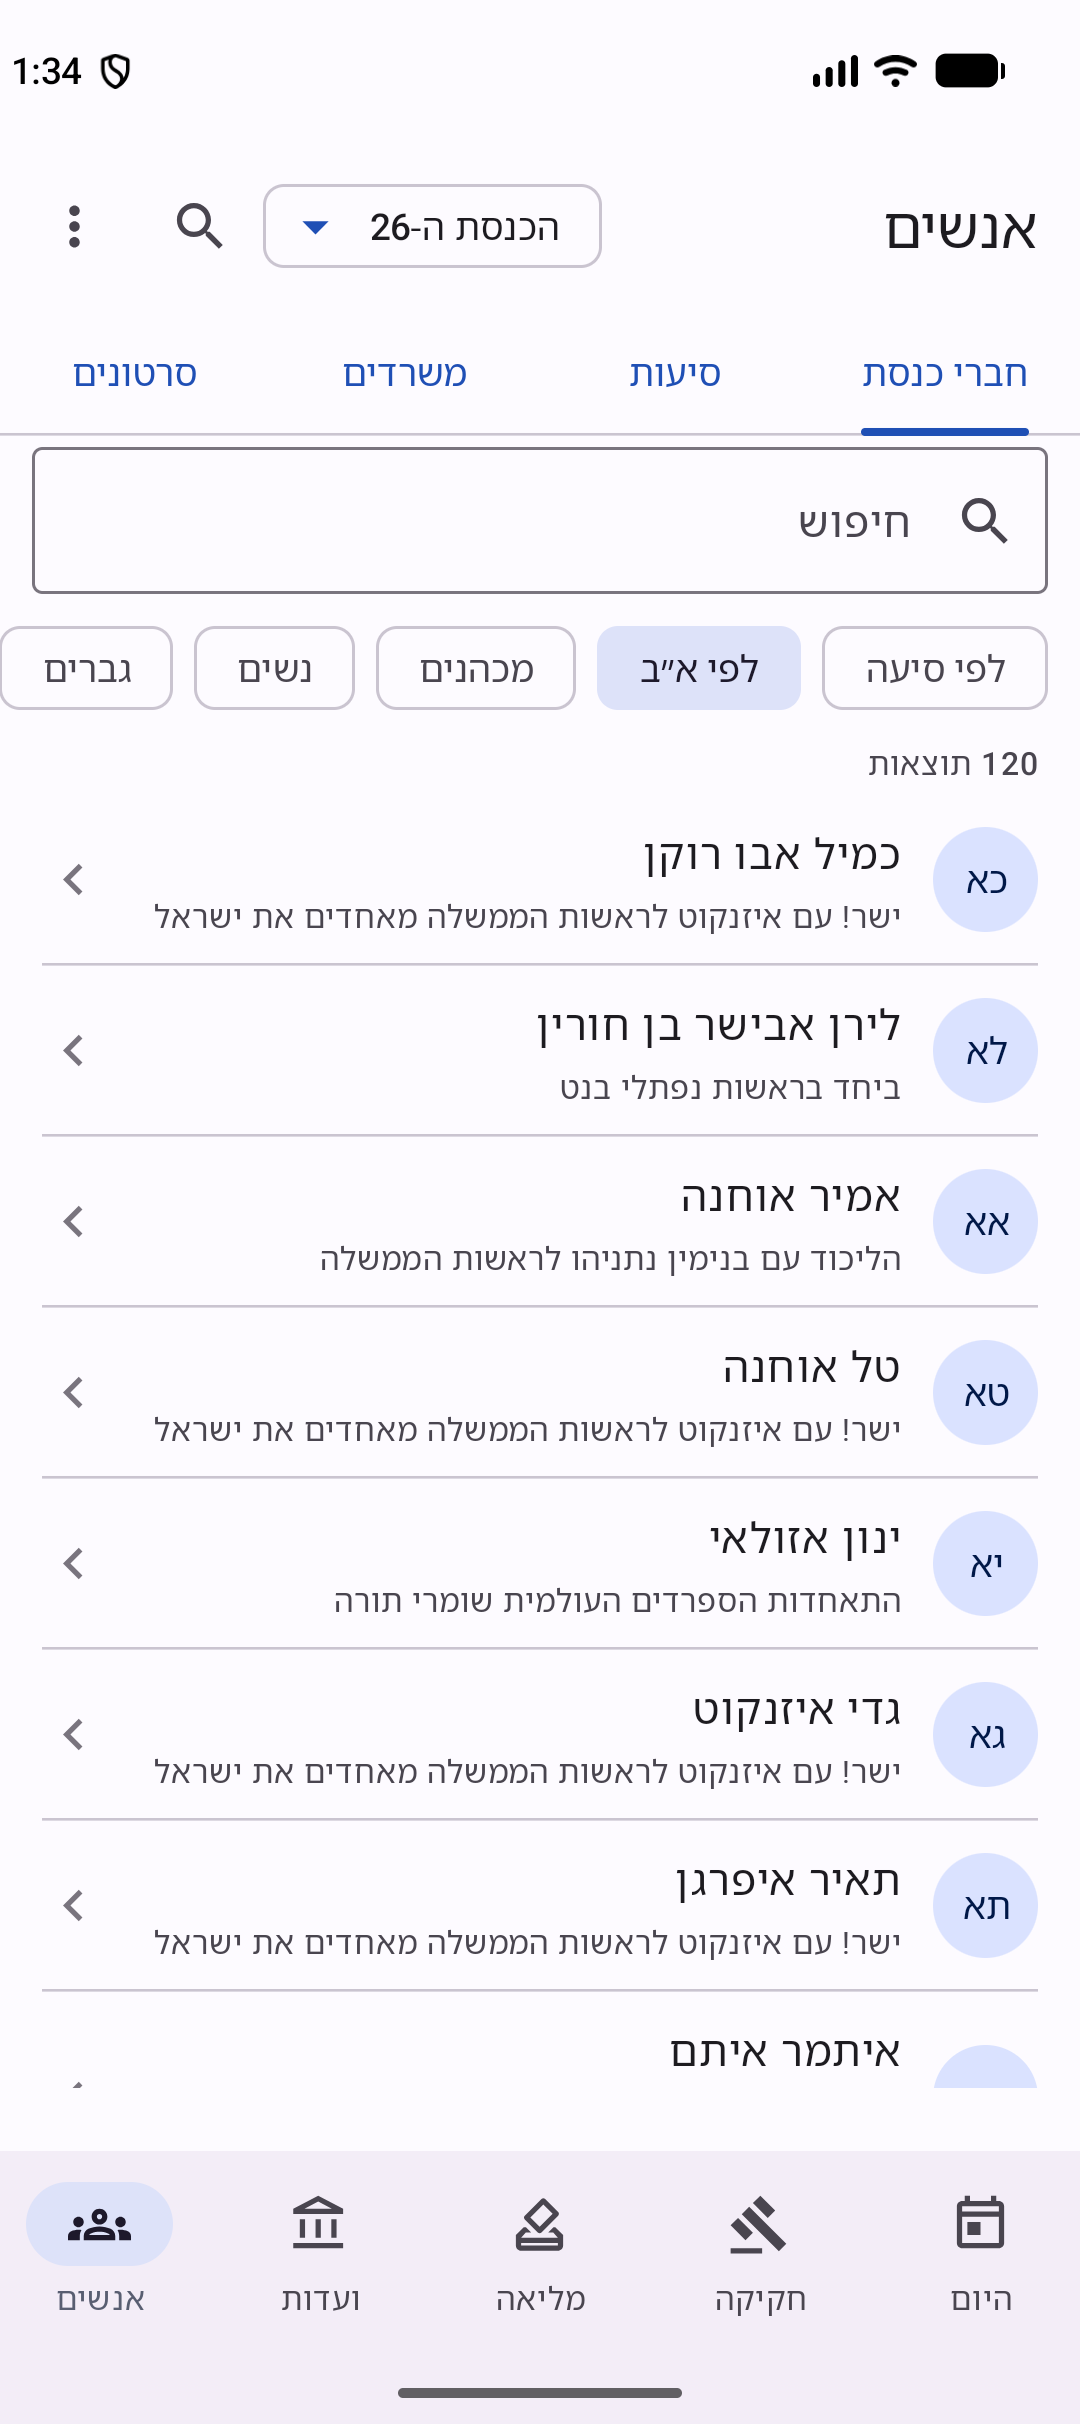 1:34
אנשים
הכנסת ה-26
חברי כנסת
סיעות
משרדים
סרטונים
חיפוש
לפי סיעה
לפי א״ב
מכהנים
נשים
גברים
120 תוצאות
כא
כמיל אבו רוקן
ישר! עם איזנקוט לראשות הממשלה מאחדים את ישראל
לא
לירן אבישר בן חורין
ביחד בראשות נפתלי בנט
אא
אמיר אוחנה
הליכוד עם בנימין נתניהו לראשות הממשלה
טא
טל אוחנה
ישר! עם איזנקוט לראשות הממשלה מאחדים את ישראל
יא
ינון אזולאי
התאחדות הספרדים העולמית שומרי תורה
גא
גדי איזנקוט
ישר! עם איזנקוט לראשות הממשלה מאחדים את ישראל
תא
תאיר איפרגן
ישר! עם איזנקוט לראשות הממשלה מאחדים את ישראל
איתמר איתם
היום
חקיקה
מליאה
ועדות
אנשים